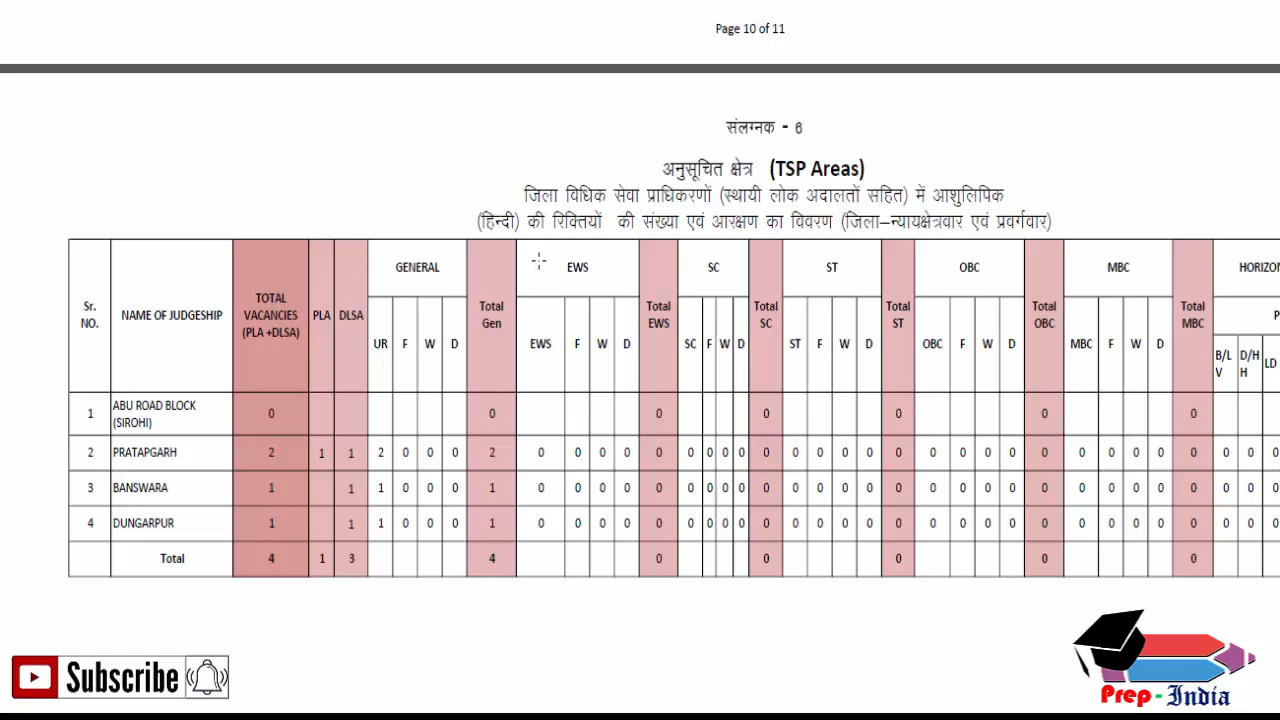 Page 10 of 11
संलग्नक - 6
अनुसूचित क्षेत्र (TSP Areas)
जिला विधिक सेवा प्राधिकरणों (स्थायी लोक अदालतों सहित) में आशुलिपिक
(हिन्दी) की रिक्तियों की संख्या एवं आरक्षण का विवरण (जिला–न्यायक्षेत्रवार एवं प्रवर्गवार)
Sr. NO. NAME OF JUDGESHIP TOTAL VACANCIES (PLA +DLSA) PLA DLSA GENERAL Total Gen EWS Total EWS SC Total SC ST Total ST OBC Total OBC MBC Total MBC
UR F W D EWS F W D SC F W D ST F W D OBC F W D MBC F W D B/L V D/H H LD
1 ABU ROAD BLOCK (SIROHI) 0 0 0 0 0 0 0
2 PRATAPGARH 2 1 1 2 0 0 0 2 0 0 0 0 0 0 0 0 0 0 0 0 0 0 0 0 0 0 0 0 0 0 0 0 0 0 0
3 BANSWARA 1 1 1 0 0 0 1 0 0 0 0 0 0 0 0 0 0 0 0 0 0 0 0 0 0 0 0 0 0 0 0 0 0 0 0
4 DUNGARPUR 1 1 1 0 0 0 1 0 0 0 0 0 0 0 0 0 0 0 0 0 0 0 0 0 0 0 0 0 0 0 0 0 0 0 0
Total 4 1 3 4 0 0 0 0 0
Subscribe
Prep - India